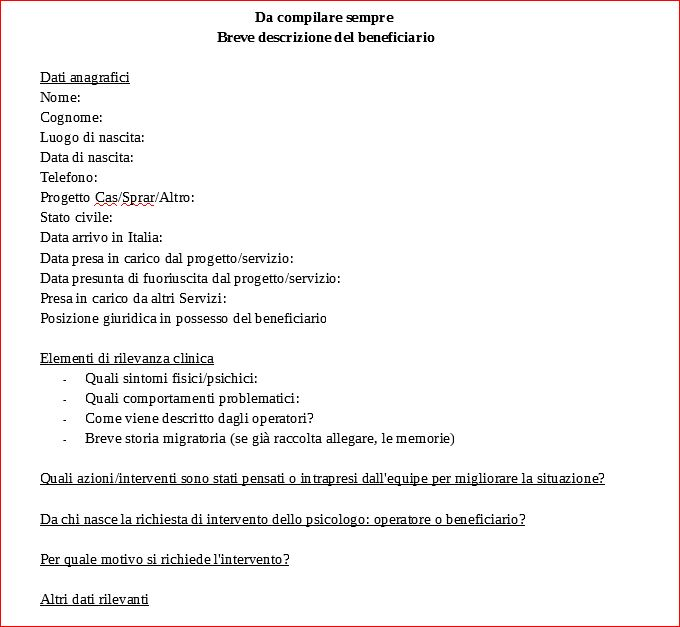 Da compilare sempre
Breve descrizione del beneficiario
Dati anagrafici
Nome:
Cognome:
Luogo di nascita:
Data di nascita:
Telefono:
Progetto Cas/Sprar/Altro:
Stato civile:
Data arrivo in Italia:
Data presa in carico dal progetto/servizio:
Data presunta di fuoriuscita dal progetto/servizio:
Presa in carico da altri Servizi:
Posizione giuridica in possesso del beneficiario
Elementi di rilevanza clinica
- Quali sintomi fisici/psichici:
- Quali comportamenti problematici:
- Come viene descritto dagli operatori?
- Breve storia migratoria (se già raccolta allegare, le memorie)
Quali azioni/interventi sono stati pensati o intrapresi dall'equipe per migliorare la situazione?
Da chi nasce la richiesta di intervento dello psicologo: operatore o beneficiario?
Per quale motivo si richiede l'intervento?
Altri dati rilevanti